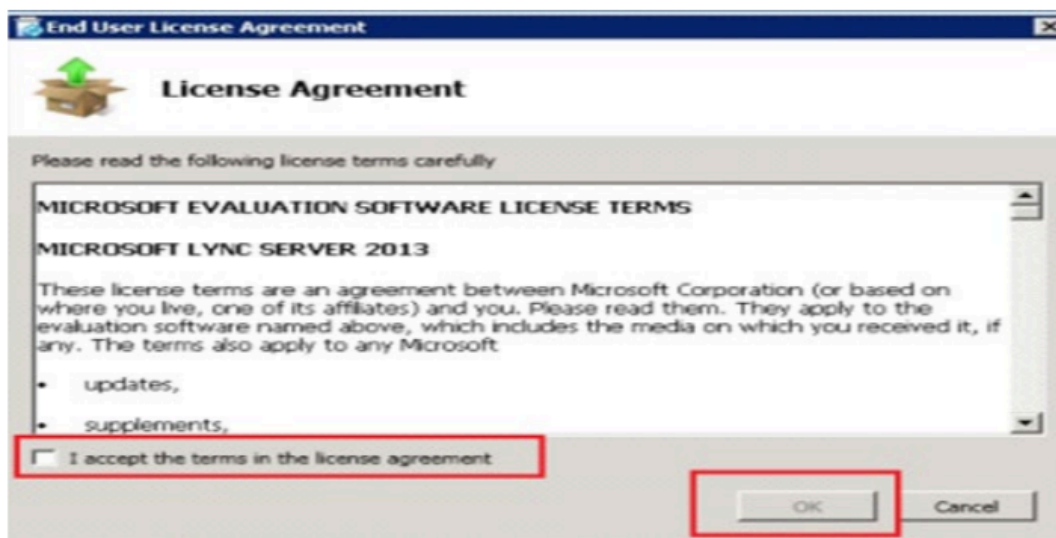 End User License Agreement
License Agreement
Please read the following license terms carefully
MICROSOFT EVALUATION SOFTWARE LICENSE TERMS
MICROSOFT LYNC SERVER 2013
These license terms are an agreement between Microsoft Corporation (or based on
where you live, one of its affiliates) and you. Please read them. They apply to the
evaluation software named above, which includes the media on which you received it, if
any. The terms also apply to any Microsoft
• updates,
• supplements,
I accept the terms in the license agreement
OK Cancel